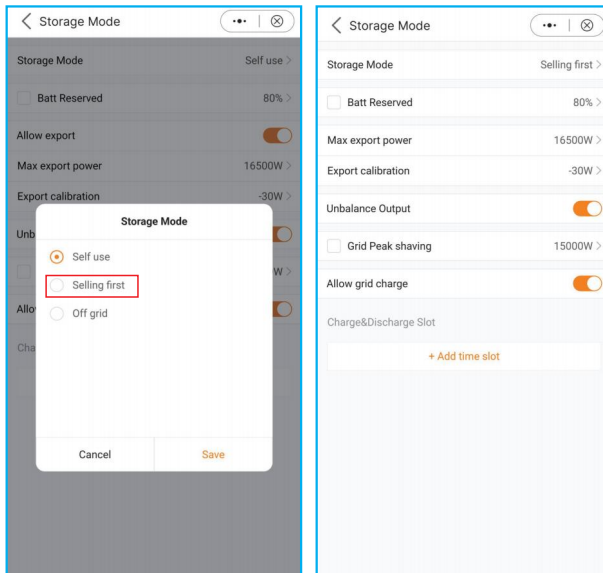 Storage Mode
Storage Mode Self use >
Batt Reserved 80% >
Allow export
Max export power 16500W >
Export calibration -30W >
Storage Mode
Unb
Self use
W >
Selling first
Allo
Off grid
Cha
Cancel Save
Storage Mode
Storage Mode Selling first >
Batt Reserved 80% >
Max export power 16500W >
Export calibration -30W >
Unbalance Output
Grid Peak shaving 15000W >
Allow grid charge
Charge&Discharge Slot
+ Add time slot